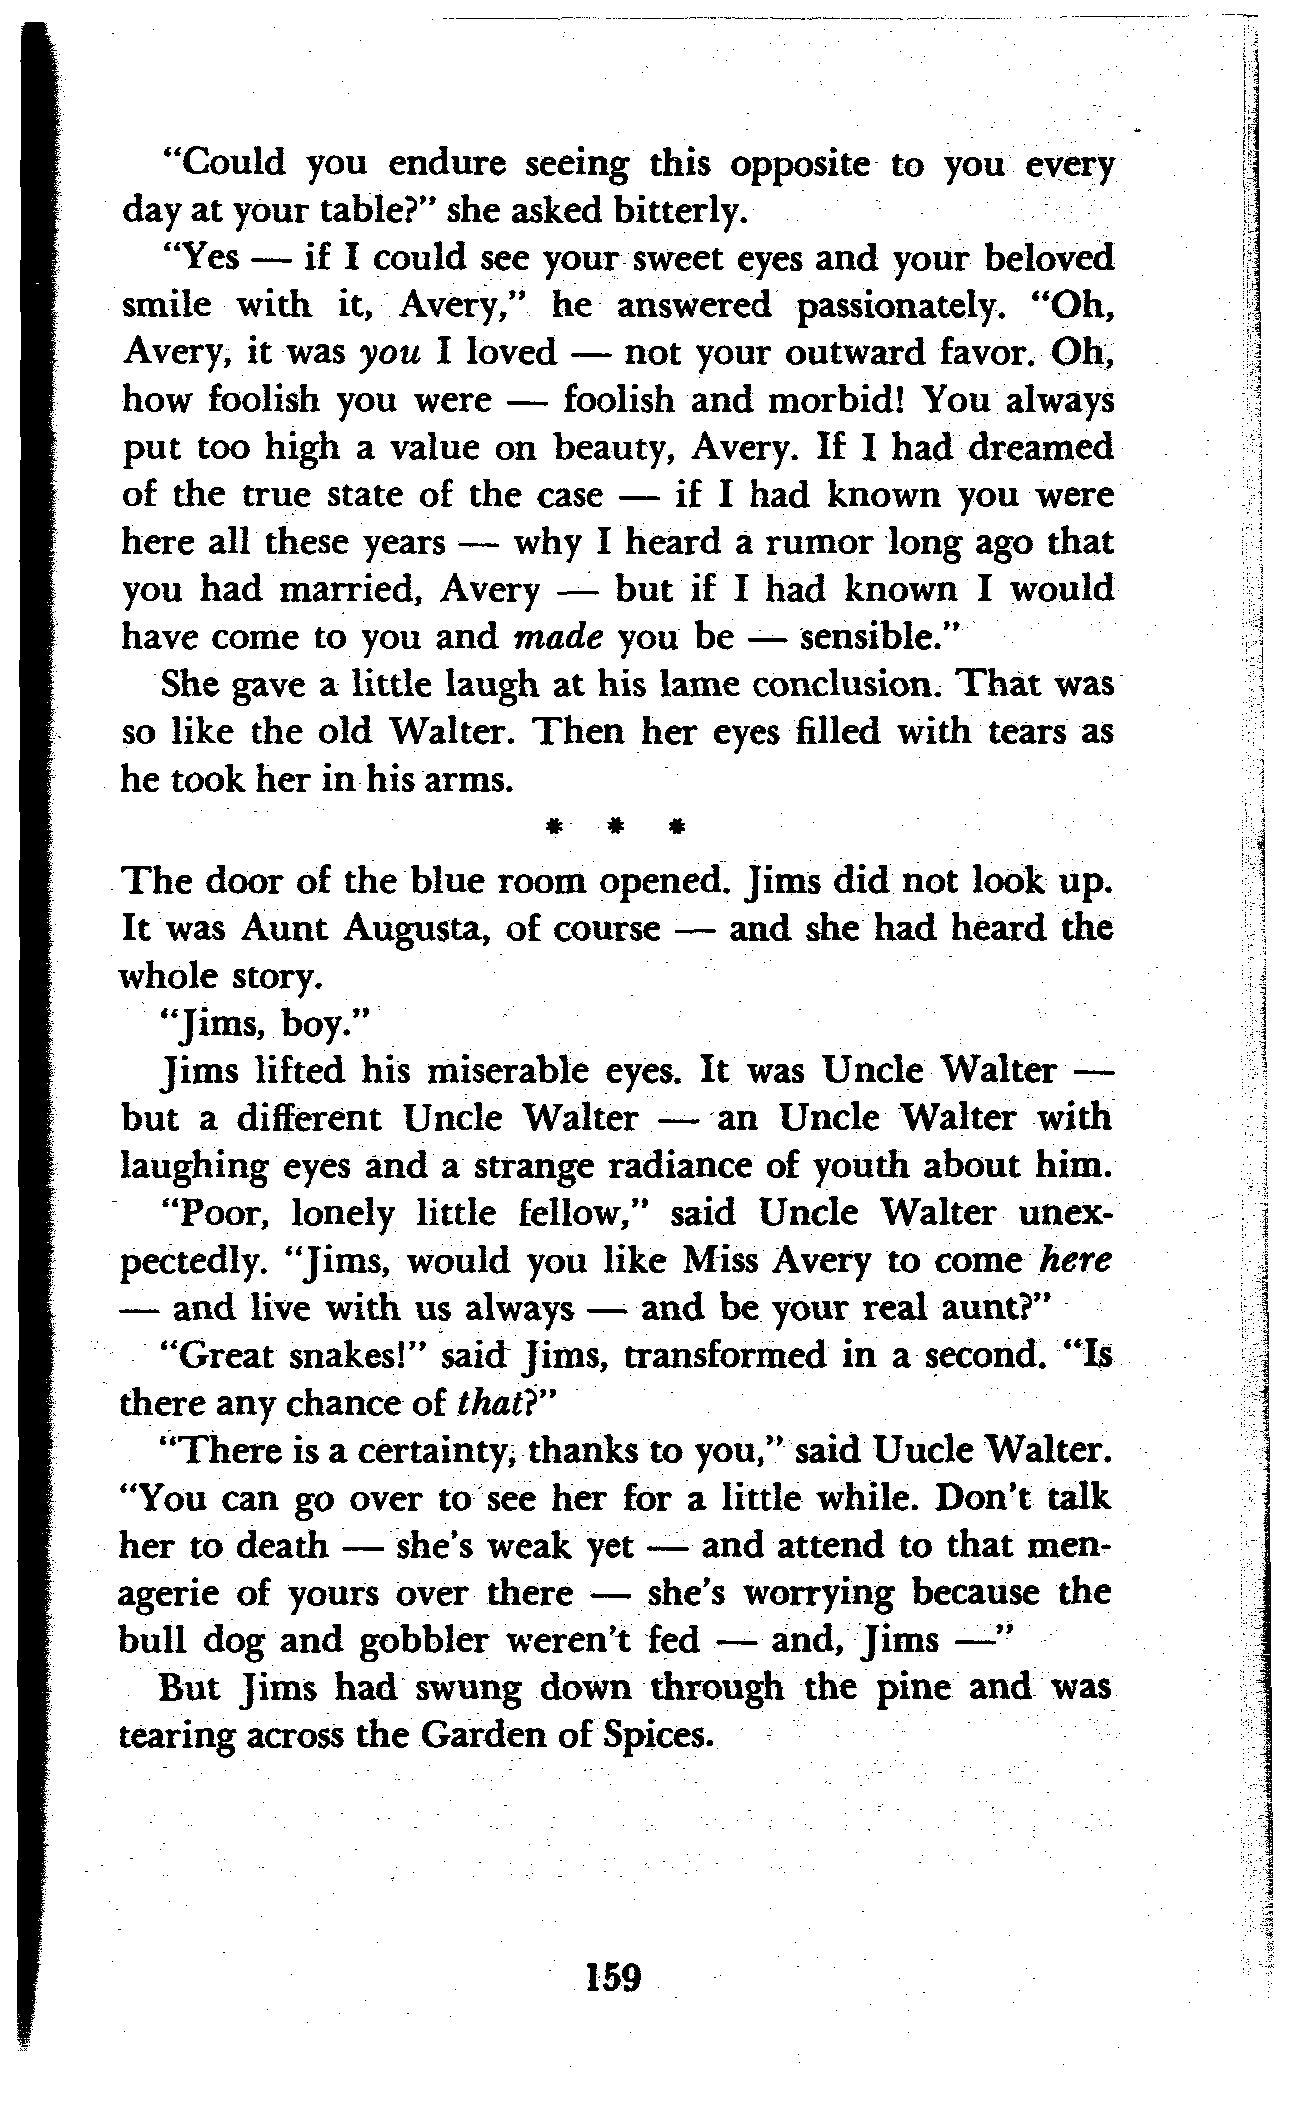 “Could you endure seeing this opposite to you every
day at your table?” she asked bitterly.
“Yes — if I could see your sweet eyes and your beloved
smile with it, Avery,” he answered passionately. “Oh,
Avery, it was you I loved — not your outward favor. Oh,
how foolish you were — foolish and morbid! You always
put too high a value on beauty, Avery. If I had dreamed
of the true state of the case — if I had known you were
here all these years — why I heard a rumor long ago that
you had married, Avery — but if I had known I would
have come to you and made you be — sensible.”
She gave a little laugh at his lame conclusion. That was
so like the old Walter. Then her eyes filled with tears as
he took her in his arms.
* * *
The door of the blue room opened. Jims did not look up.
It was Aunt Augusta, of course — and she had heard the
whole story.
“Jims, boy.”
Jims lifted his miserable eyes. It was Uncle Walter —
but a different Uncle Walter — an Uncle Walter with
laughing eyes and a strange radiance of youth about him.
“Poor, lonely little fellow,” said Uncle Walter unex-
pectedly. “Jims, would you like Miss Avery to come here
— and live with us always — and be your real aunt?”
“Great snakes!” said Jims, transformed in a second. “Is
there any chance of that?”
“There is a certainty, thanks to you,” said Uucle Walter.
“You can go over to see her for a little while. Don’t talk
her to death — she’s weak yet — and attend to that men-
agerie of yours over there — she’s worrying because the
bull dog and gobbler weren’t fed — and, Jims —”
But Jims had swung down through the pine and was
tearing across the Garden of Spices.
159